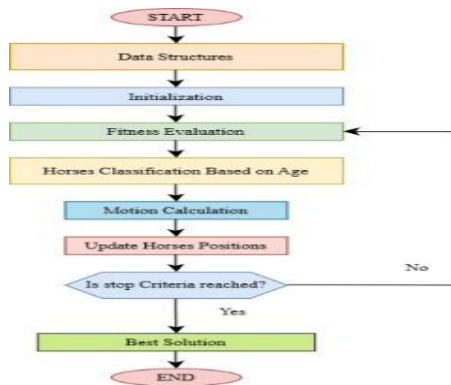 START
Data Structures
Initialization
Fitness Evaluation
Horses Classification Based on Age
Motion Calculation
Update Horses Positions
Is stop Criteria reached?
No
Yes
Best Solution
END